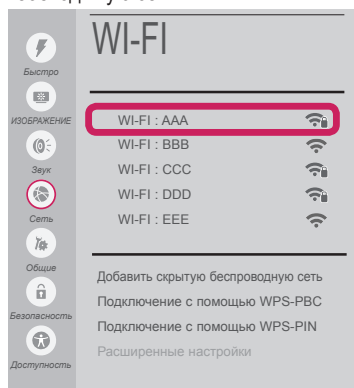 WI-FI
Быстро
ИЗОБРАЖЕНИЕ
Звук
Сеть
Общие
Безопасность
Доступность
WI-FI : AAA
WI-FI : BBB
WI-FI : CCC
WI-FI : DDD
WI-FI : EEE
Добавить скрытую беспроводную сеть
Подключение с помощью WPS-PBC
Подключение с помощью WPS-PIN
Расширенные настройки